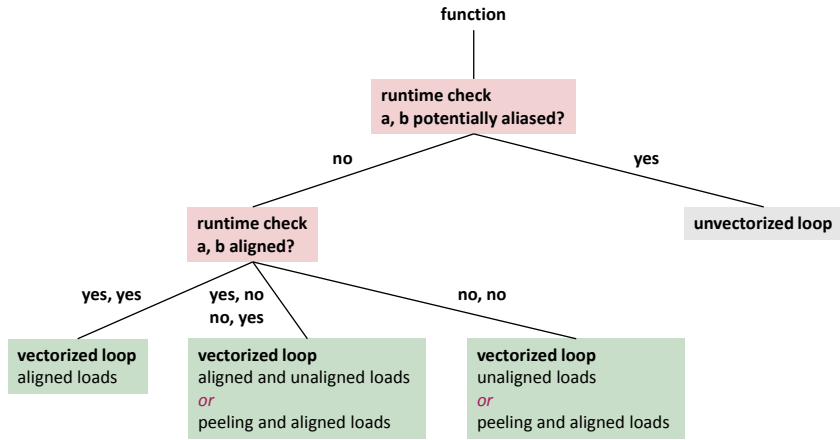 function
runtime check
a, b potentially aliased?
no
yes
runtime check
a, b aligned?
unvectorized loop
yes, yes
yes, no
no, yes
no, no
vectorized loop
aligned loads
vectorized loop
aligned and unaligned loads
or
peeling and aligned loads
vectorized loop
unaligned loads
or
peeling and aligned loads